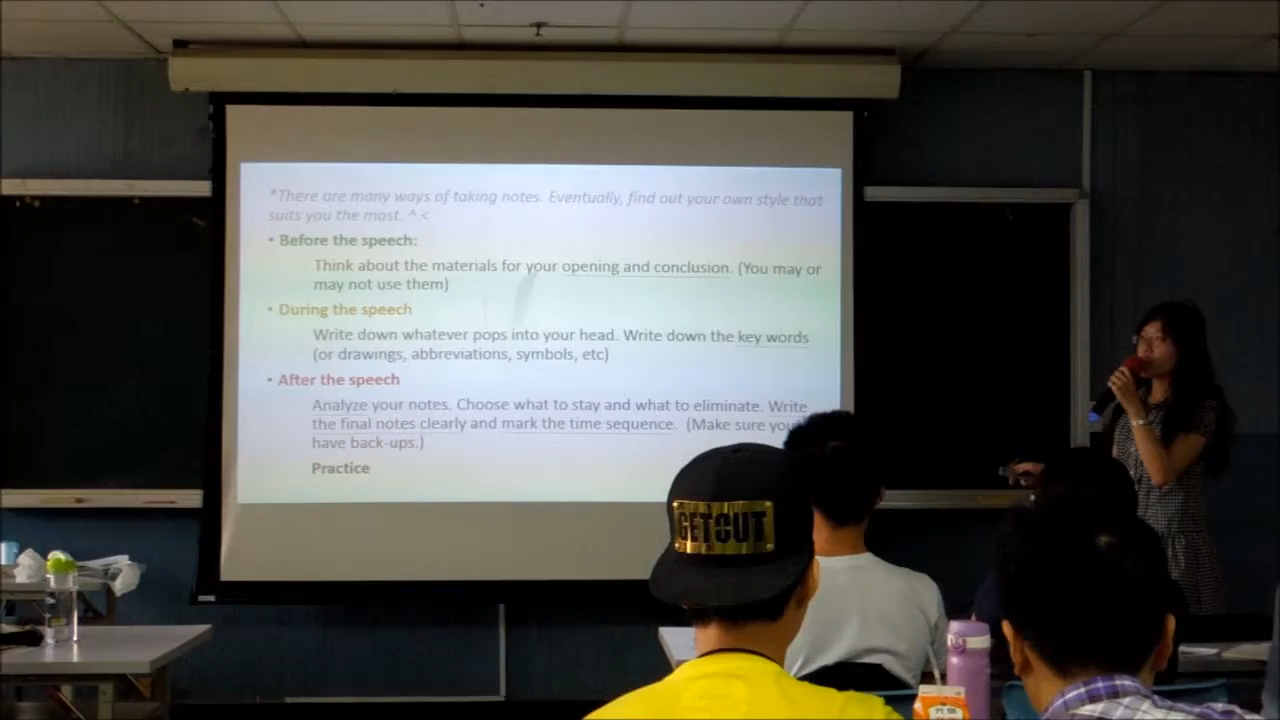 *There are many ways of taking notes. Eventually, find out your own style that
suits you the most. ^.<
• Before the speech:
Think about the materials for your opening and conclusion. (You may or
may not use them)
• During the speech
Write down whatever pops into your head. Write down the key words
(or drawings, abbreviations, symbols, etc)
• After the speech
Analyze your notes. Choose what to stay and what to eliminate. Write
the final notes clearly and mark the time sequence. (Make sure you
have back-ups.)
Practice
GETOUT